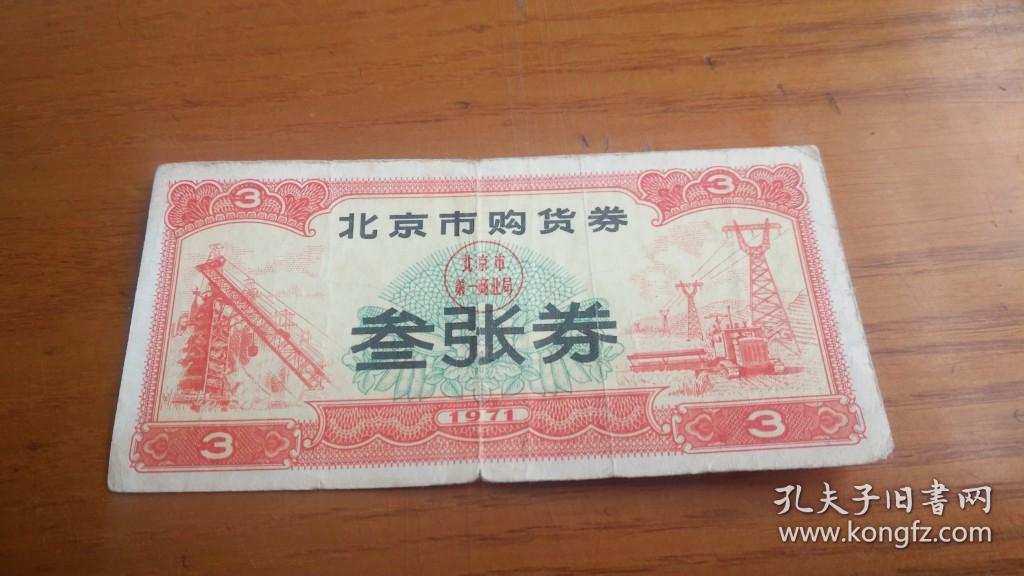 3 3
北京市购货券
北京市
第一商业局
叁张券
1971
3 3
孔夫子旧書网
www.kongfz.com